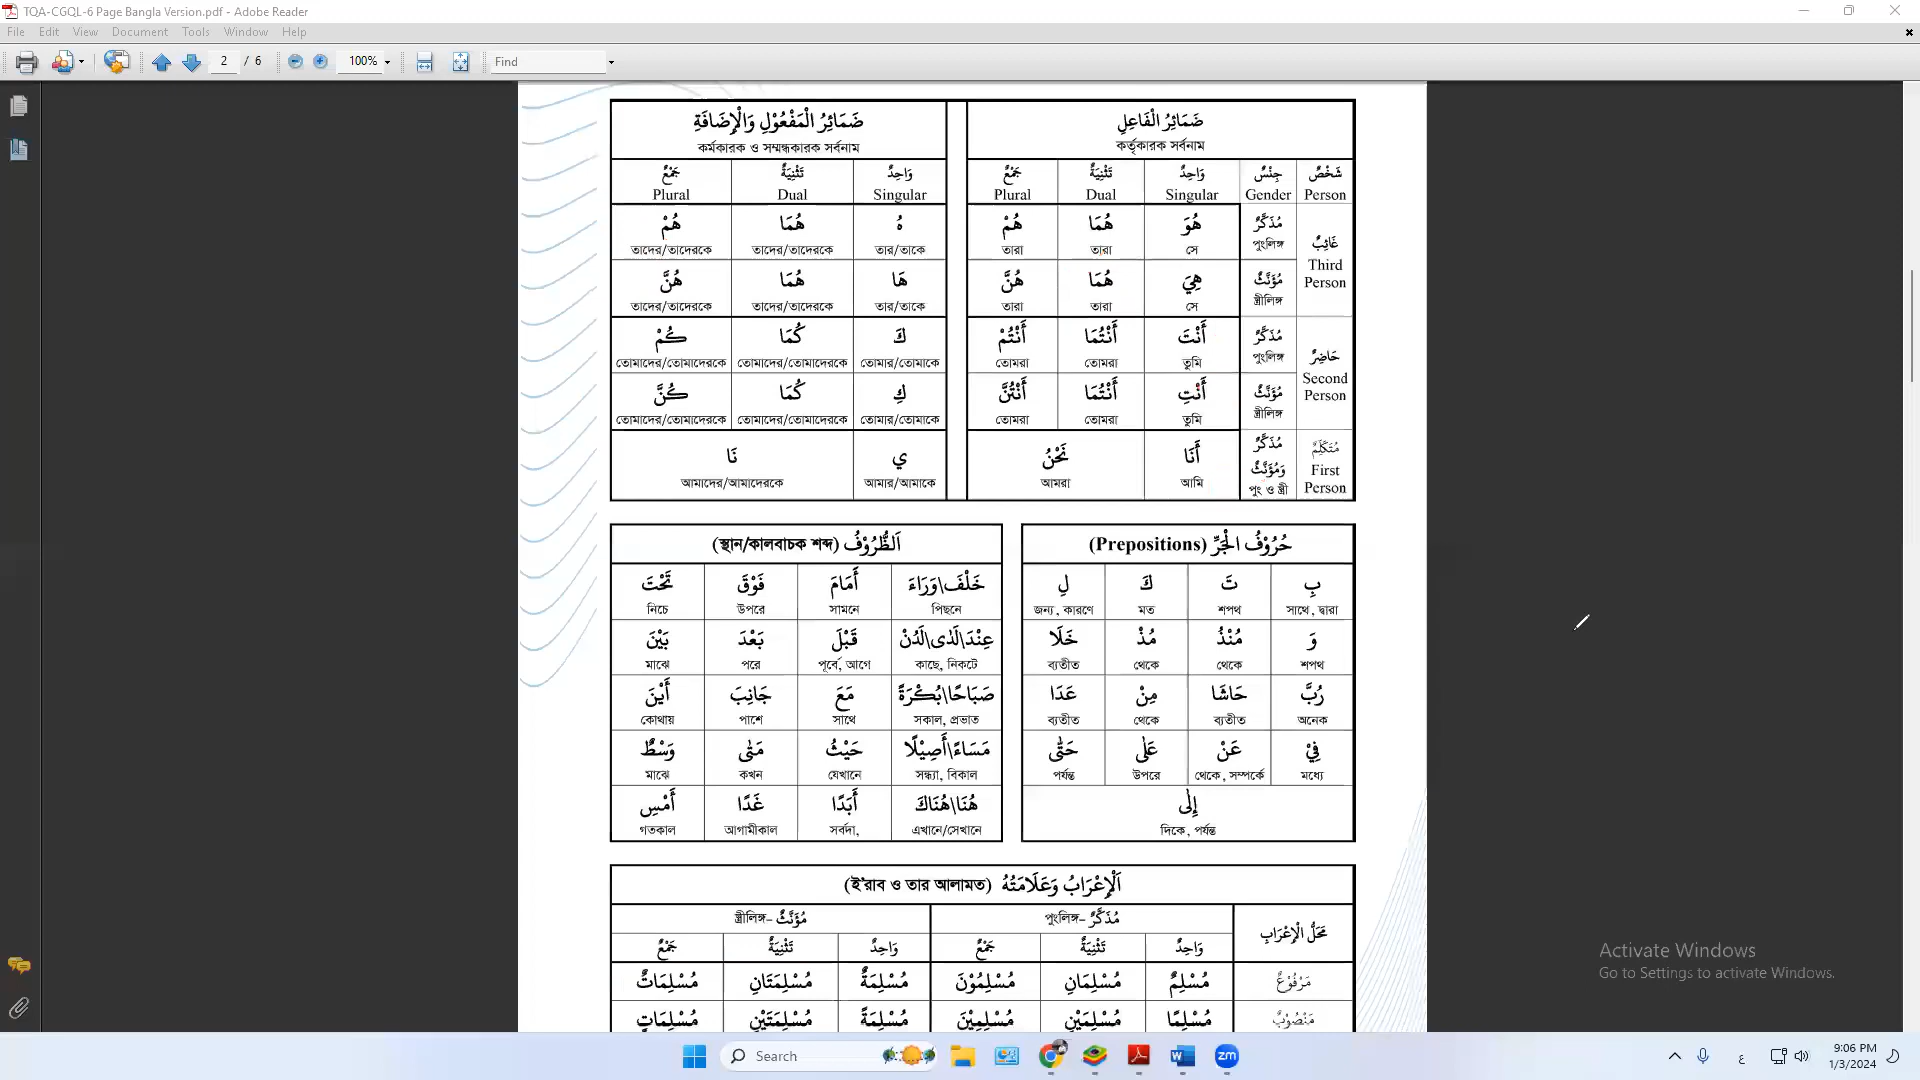 TQA-CGQL-6 Page Bangla Version.pdf - Adobe Reader
File Edit View Document Tools Window Help
2 / 6 100% Find
ضَمَائِرُ الْمَفْعُوْلِ وَالْإِضَافَةِ ضَمَائِرُ الْفَاعِلِ
কর্মকারক ও সম্মন্ধকারক সর্বনাম কর্তৃকারক সর্বনাম
جَمْعٌ تَثْنِيَةٌ وَاحِدٌ جَمْعٌ تَثْنِيَةٌ وَاحِدٌ جِنْسٌ شَخْصٌ
Plural Dual Singular Plural Dual Singular Gender Person
هُمْ هُمَا هُ هُمْ هُمَا هُوَ مُذَكَّرٌ
তাদের/তাদেরকে তাদের/তাদেরকে তার/তাকে তারা তারা সে পুংলিঙ্গ
غَائِبٌ
Third
Person
هُنَّ هُمَا هَا هُنَّ هُمَا هِيَ مُؤَنَّثٌ
তাদের/তাদেরকে তাদের/তাদেরকে তার/তাকে তারা তারা সে স্ত্রীলিঙ্গ
كُمْ كُمَا كَ أَنْتُمْ أَنْتُمَا أَنْتَ مُذَكَّرٌ
তোমাদের/তোমাদেরকে তোমাদের/তোমাদেরকে তোমার/তোমাকে তোমরা তোমরা তুমি পুংলিঙ্গ
حَاضِرٌ
Second
Person
كُنَّ كُمَا كِ أَنْتُنَّ أَنْتُمَا أَنْتِ مُؤَنَّثٌ
তোমাদের/তোমাদেরকে তোমাদের/তোমাদেরকে তোমার/তোমাকে তোমরা তোমরা তুমি স্ত্রীলিঙ্গ
نَا ي نَحْنُ أَنَا مُذَكَّرٌ وَمُؤَنَّثٌ
আমাদের/আমাদেরকে আমার/আমাকে আমরা আমি পুং ও স্ত্রী
مُتَكَلِّمٌ
First
Person
اَلظُّرُوْفُ (স্থান/কালবাচক শব্দ)
تَحْتَ فَوْقَ أَمَامَ خَلْفَ\وَرَاءَ
নিচে উপরে সামনে পিছনে
بَيْنَ بَعْدَ قَبْلَ عِنْدَ\لَدٰى\لَدُنْ
মাঝে পরে পূর্বে, আগে কাছে, নিকটে
أَيْنَ جَانِبَ مَعَ صَبَاحًا\بُكْرَةً
কোথায় পাশে সাথে সকাল, প্রভাত
وَسْطٌ مَتٰى حَيْثُ مَسَاءً\أَصِيْلًا
মাঝে কখন যেখানে সন্ধ্যা, বিকাল
أَمْسِ غَدًا أَبَدًا هُنَا\هُنَاكَ
গতকাল আগামীকাল সর্বদা, এখানে/সেখানে
حُرُوْفُ الْجَرِّ (Prepositions)
لِ كَ تَ بِ
জন্য, কারণে মত শপথ সাথে, দ্বারা
خَلَا مُذْ مُنْذُ وَ
ব্যতীত থেকে থেকে শপথ
عَدَا مِنْ حَاشَا رُبَّ
ব্যতীত থেকে ব্যতীত অনেক
حَتّٰى عَلٰى عَنْ فِيْ
পর্যন্ত উপরে থেকে, সম্পর্কে মধ্যে
إِلٰى
দিকে, পর্যন্ত
اَلْإِعْرَابُ وَعَلَامَتُهُ (ই'রাব ও তার আলামত)
مُؤَنَّثٌ -স্ত্রীলিঙ্গ مُذَكَّرٌ -পুংলিঙ্গ مَحَلُّ الْإِعْرَابِ
جَمْعٌ تَثْنِيَةٌ وَاحِدٌ جَمْعٌ تَثْنِيَةٌ وَاحِدٌ
مُسْلِمَاتٌ مُسْلِمَتَانِ مُسْلِمَةٌ مُسْلِمُوْنَ مُسْلِمَانِ مُسْلِمٌ مَرْفُوْعٌ
مُسْلِمَاتٍ مُسْلِمَتَيْنِ مُسْلِمَةً مُسْلِمِيْنَ مُسْلِمَيْنِ مُسْلِمًا مَنْصُوْبٌ
Activate Windows
Go to Settings to activate Windows.
Search
zm
ع
9:06 PM
1/3/2024